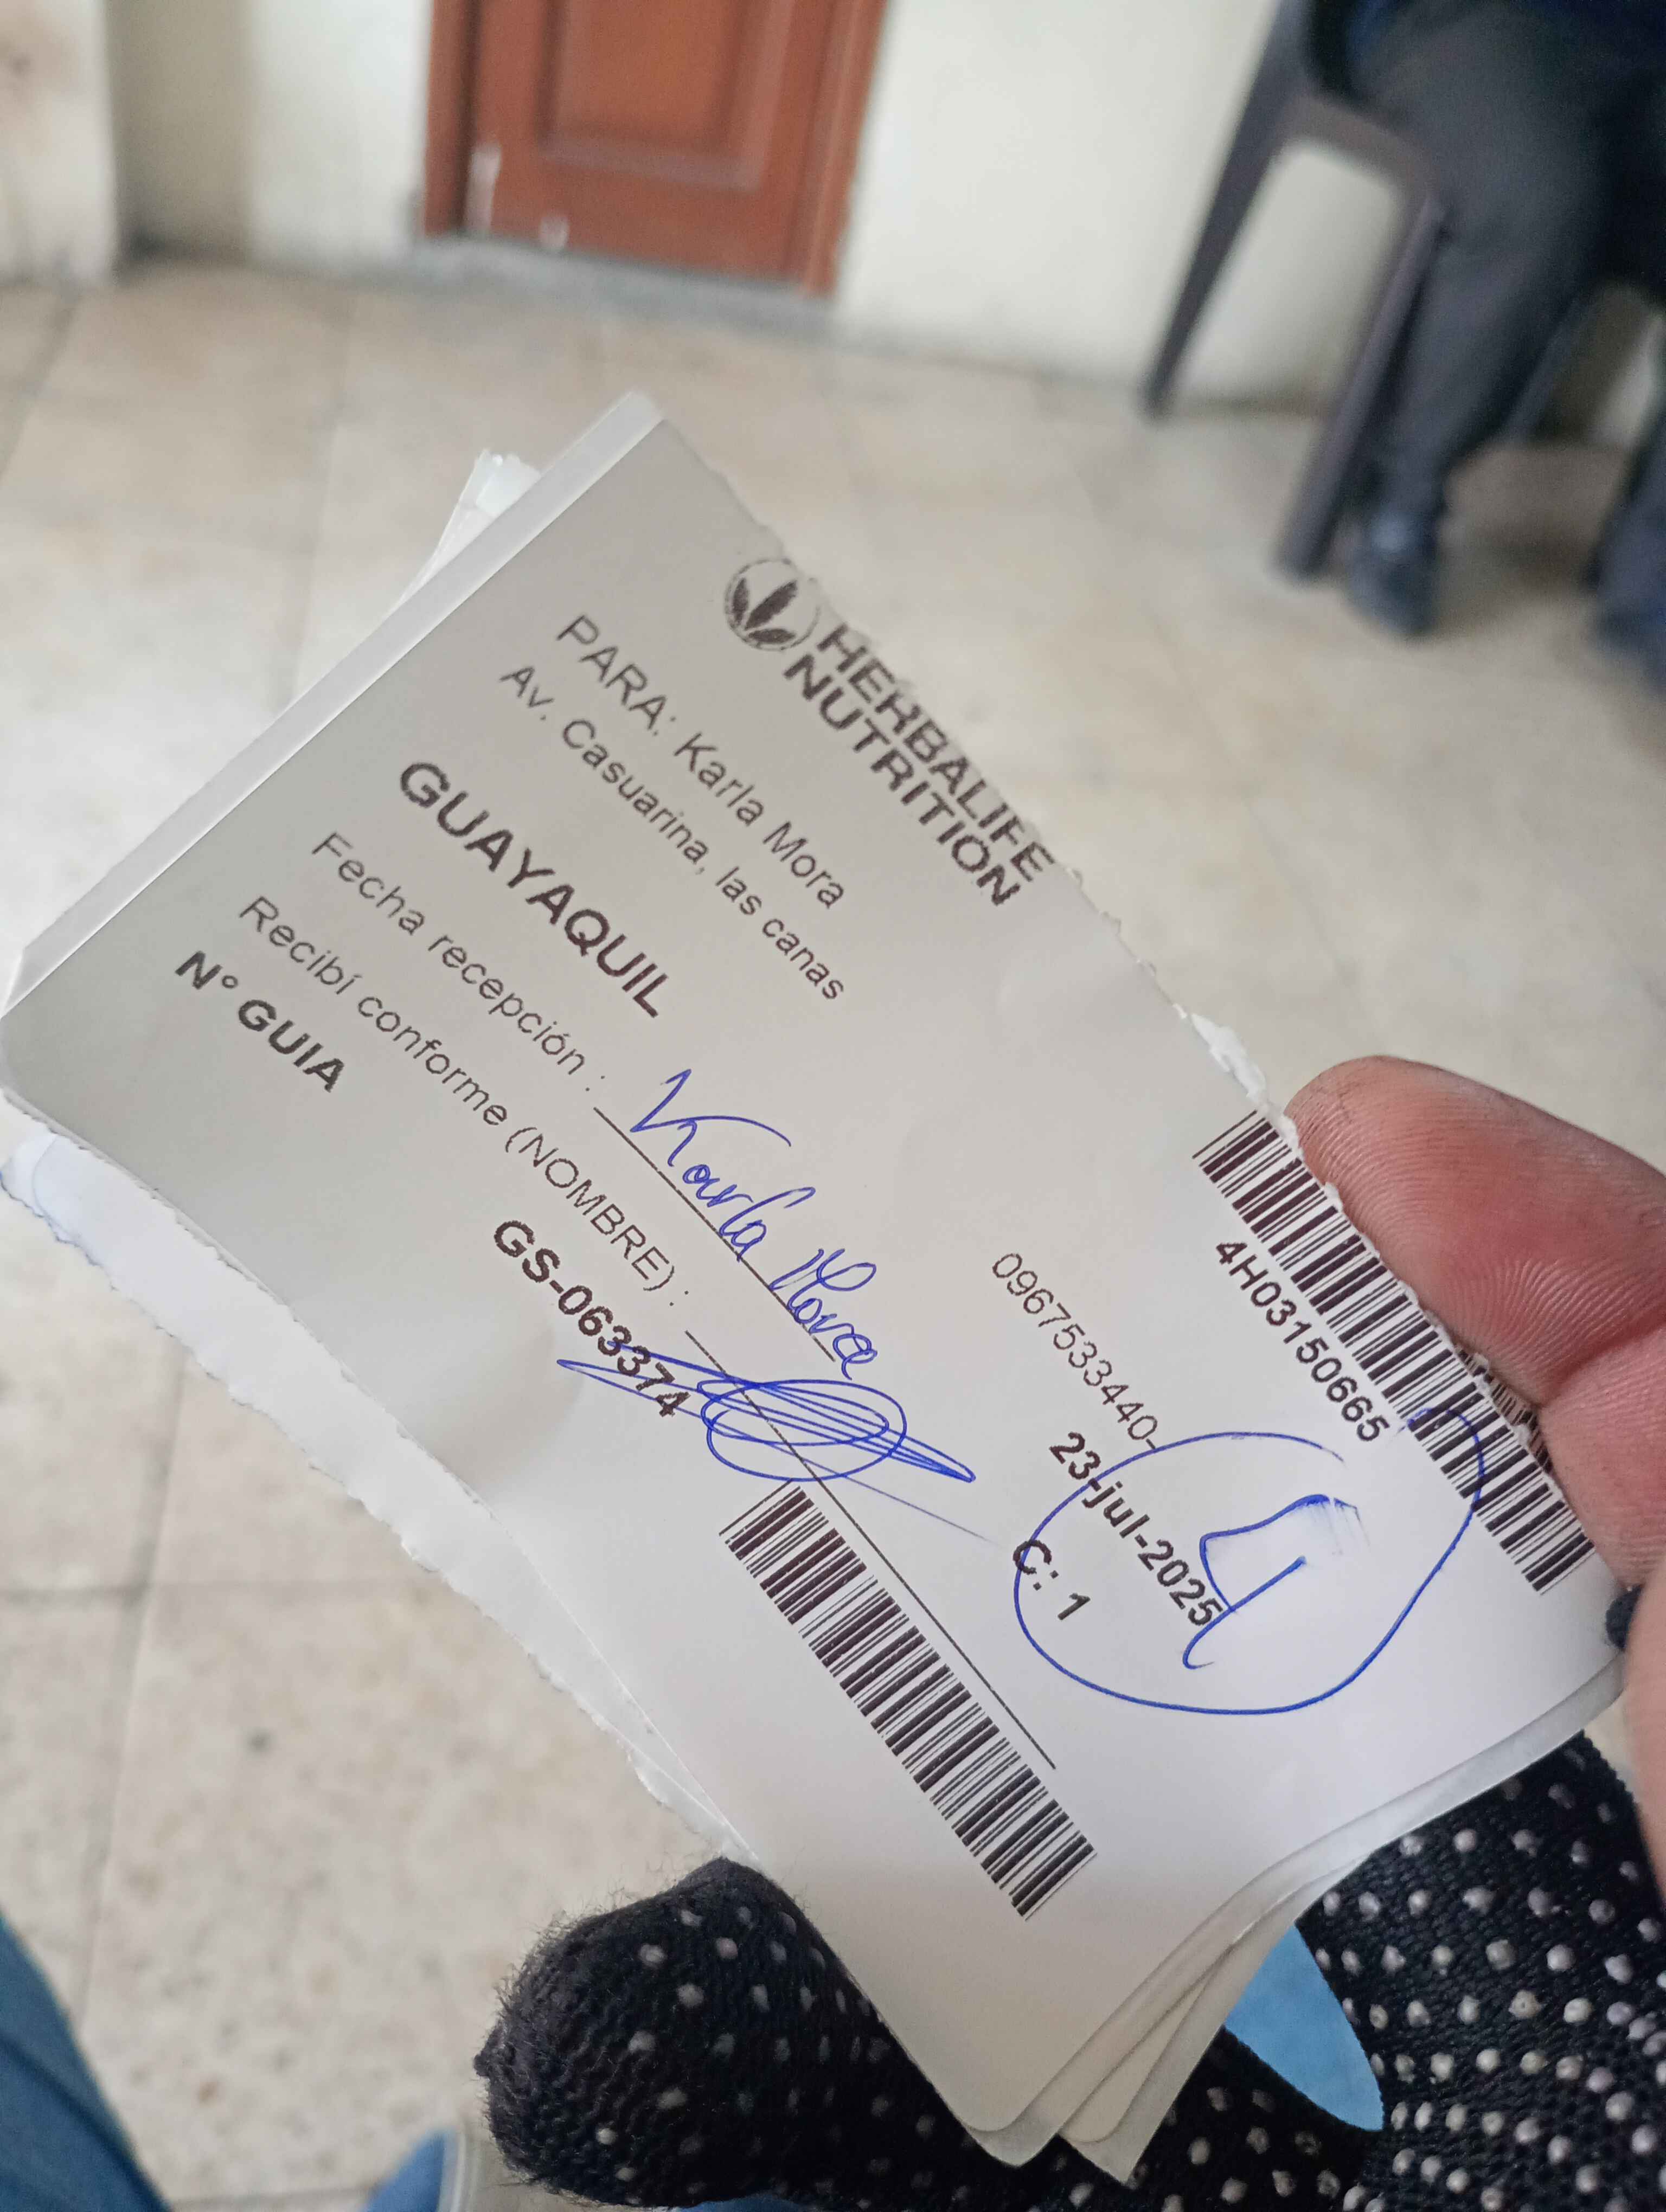 HERBALIFE
NUTRITION
4H03150665
PARA: Karla Mora
Av. Casuarina, las canas
0967533440-
GUAYAQUIL
23-jul-2025
C: 1
Fecha recepción :
Karla Mora
Recibí conforme (NOMBRE) :
N° GUIA
GS-063374